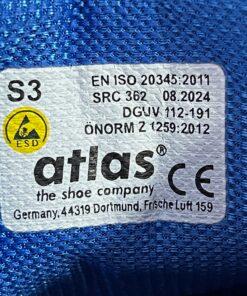 S3
EN ISO 20345:2011
SRC 362 08.2024
DGUV 112-191
ÖNORM Z 1259:2012
ESD
atlas®
the shoe company
Germany, 44319 Dortmund, Frische Luft 159